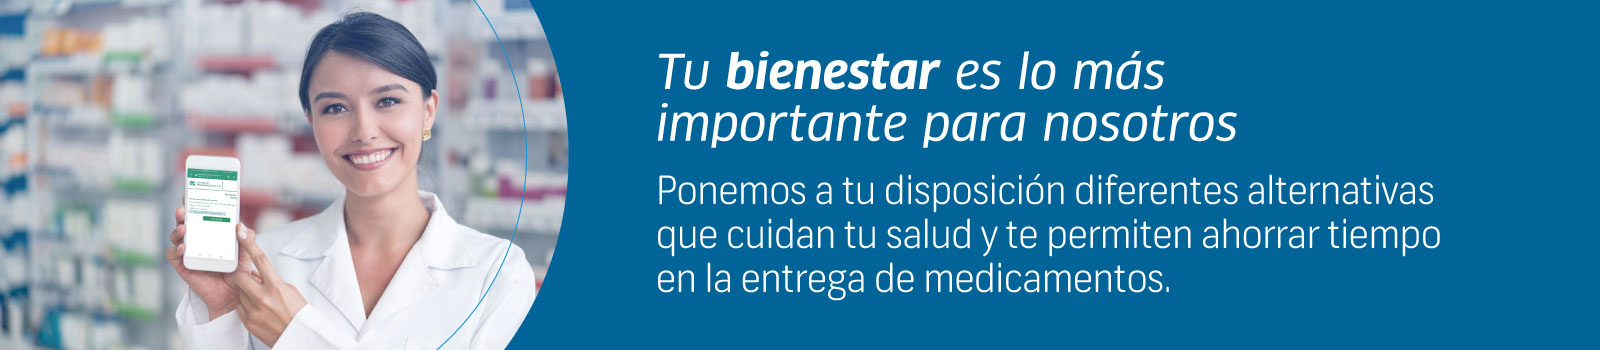 Tu bienestar es lo más
importante para nosotros
Ponemos a tu disposición diferentes alternativas
que cuidan tu salud y te permiten ahorrar tiempo
en la entrega de medicamentos.